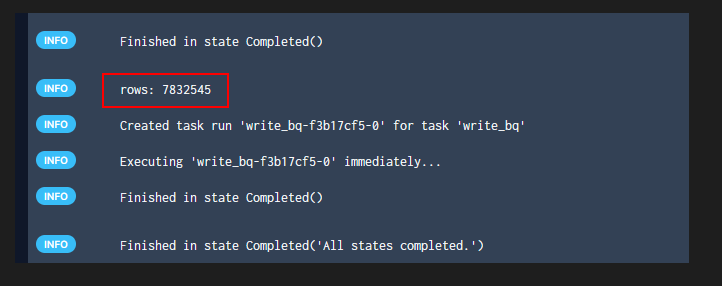 INFO Finished in state Completed()
INFO rows: 7832545
INFO Created task run 'write_bq-f3b17cf5-0' for task 'write_bq'
INFO Executing 'write_bq-f3b17cf5-0' immediately...
INFO Finished in state Completed()
INFO Finished in state Completed('All states completed.')